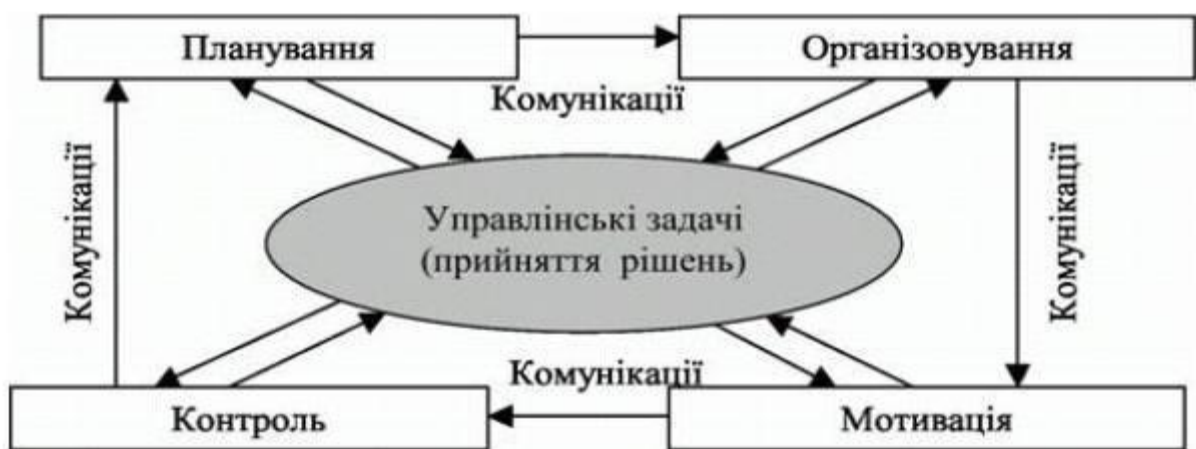 Планування
Організовування
Комунікації
Комунікації
Комунікації
Управлінські задачі
(прийняття рішень)
Комунікації
Контроль
Мотивація